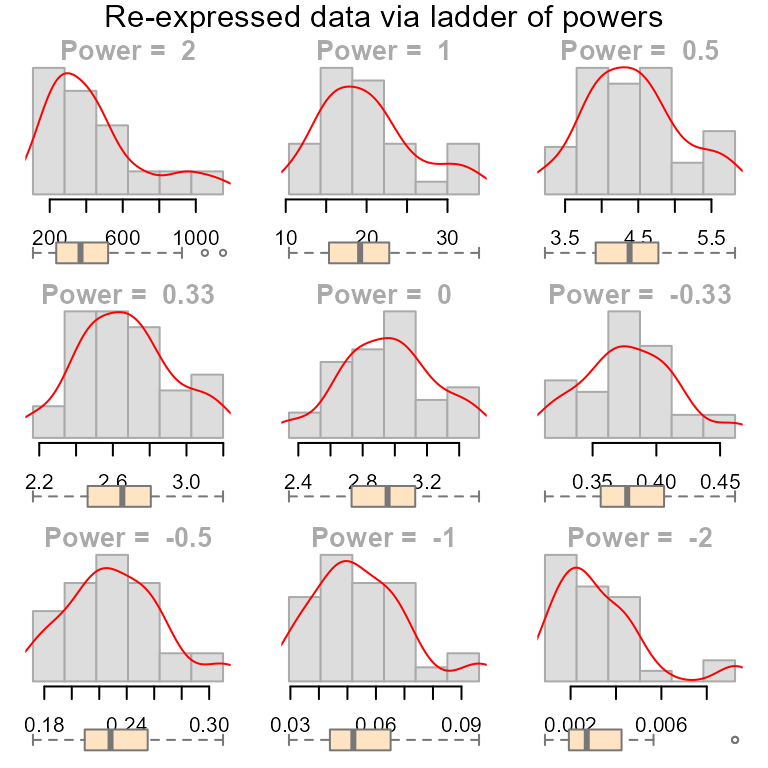 Re-expressed data via ladder of powers
Power = 2 Power = 1 Power = 0.5
200 600 1000 10 20 30 3.5 4.5 5.5
Power = 0.33 Power = 0 Power = -0.33
2.2 2.6 3.0 2.4 2.8 3.2 0.35 0.40 0.45
Power = -0.5 Power = -1 Power = -2
0.18 0.24 0.30 0.03 0.06 0.09 0.002 0.006